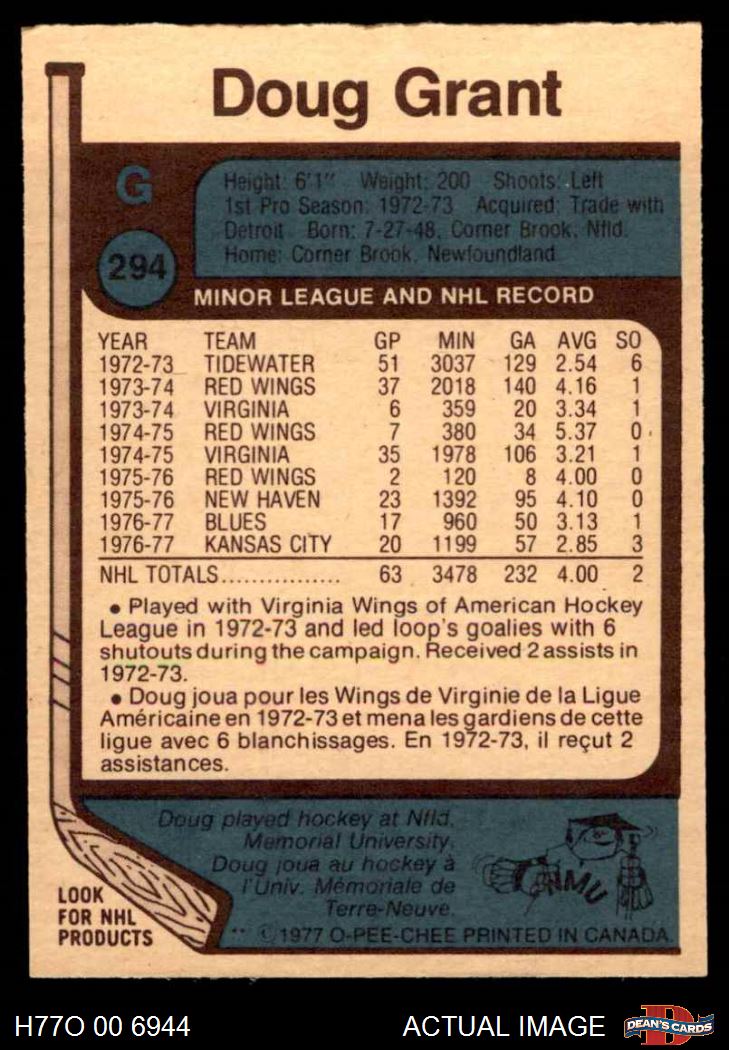 Doug Grant
G
Height: 6'1" Weight: 200 Shoots: Left
1st Pro Season: 1972-73 Acquired: Trade with
Detroit Born: 7-27-48, Corner Brook, Nfld.
Home: Corner Brook, Newfoundland
294
MINOR LEAGUE AND NHL RECORD
YEAR TEAM GP MIN GA AVG SO
1972-73 TIDEWATER 51 3037 129 2.54 6
1973-74 RED WINGS 37 2018 140 4.16 1
1973-74 VIRGINIA 6 359 20 3.34 1
1974-75 RED WINGS 7 380 34 5.37 0
1974-75 VIRGINIA 35 1978 106 3.21 1
1975-76 RED WINGS 2 120 8 4.00 0
1975-76 NEW HAVEN 23 1392 95 4.10 0
1976-77 BLUES 17 960 50 3.13 1
1976-77 KANSAS CITY 20 1199 57 2.85 3
NHL TOTALS................ 63 3478 232 4.00 2
• Played with Virginia Wings of American Hockey
League in 1972-73 and led loop's goalies with 6
shutouts during the campaign. Received 2 assists in
1972-73.
• Doug joua pour les Wings de Virginie de la Ligue
Américaine en 1972-73 et mena les gardiens de cette
ligue avec 6 blanchissages. En 1972-73, il reçut 2
assistances.
Doug played hockey at Nfld.
Memorial University.
Doug joua au hockey à
l'Univ. Mémoriale de
Terre-Neuve.
MMU
LOOK
FOR NHL
PRODUCTS
** © 1977 O-PEE-CHEE PRINTED IN CANADA.
H77O 00 6944
ACTUAL IMAGE
D
DEAN'S CARDS